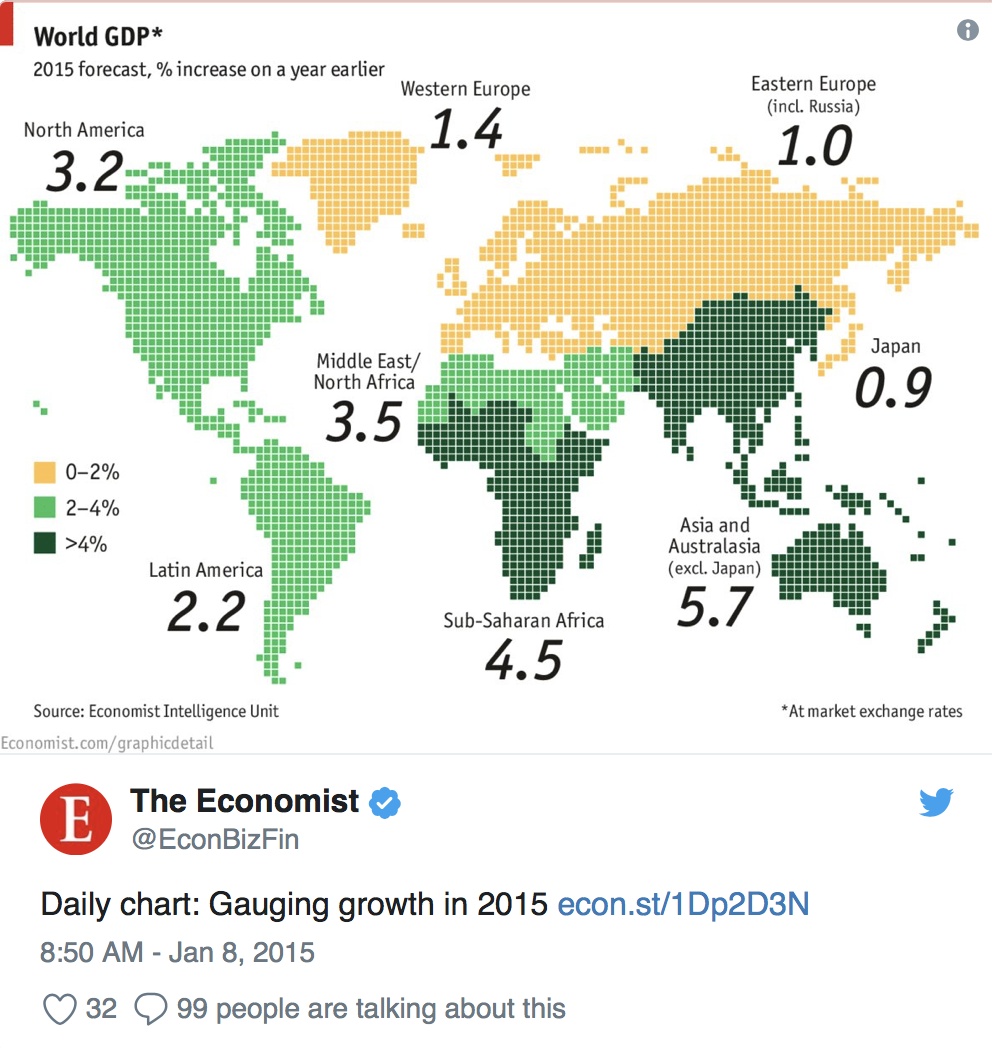 World GDP*
2015 forecast, % increase on a year earlier
Western Europe
1.4
Eastern Europe
(incl. Russia)
1.0
North America
3.2
Middle East/
North Africa
3.5
Japan
0.9
0–2%
2–4%
>4%
Latin America
2.2
Sub-Saharan Africa
4.5
Asia and
Australasia
(excl. Japan)
5.7
Source: Economist Intelligence Unit
*At market exchange rates
Economist.com/graphicdetail
E
The Economist
@EconBizFin
Daily chart: Gauging growth in 2015 econ.st/1Dp2D3N
8:50 AM - Jan 8, 2015
32 99 people are talking about this